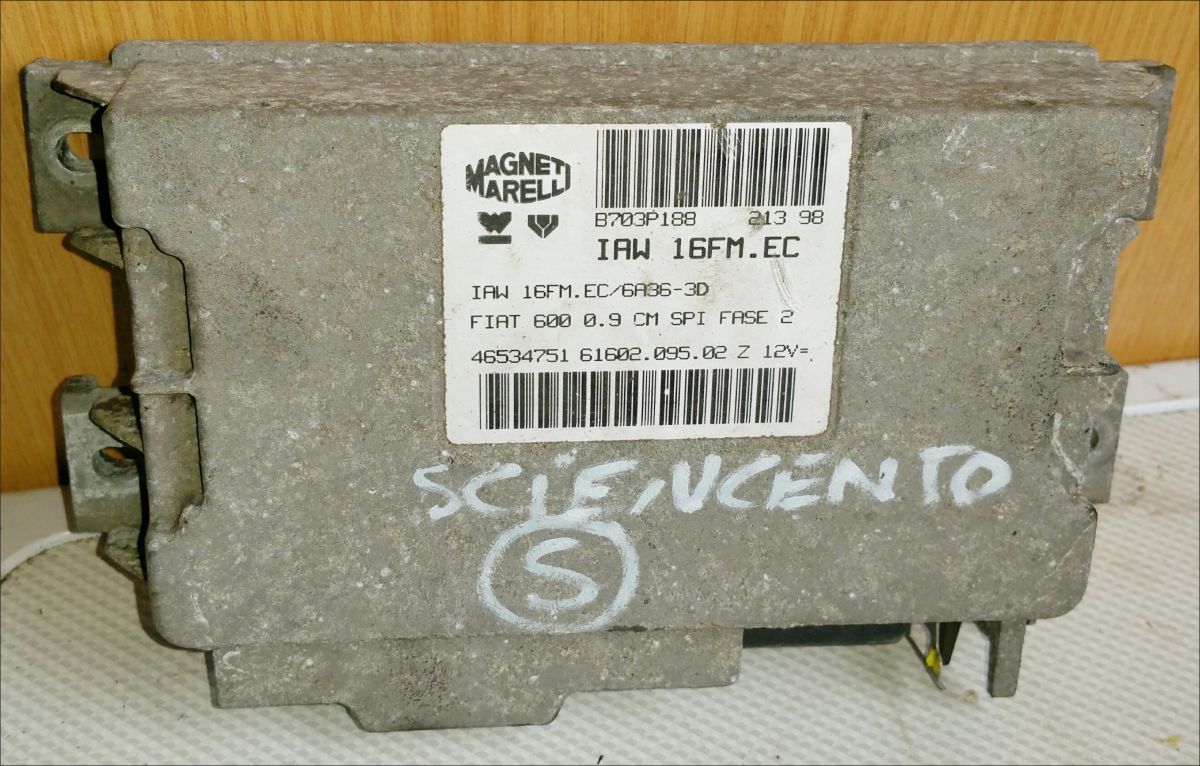 MAGNETI
MARELLI
B703P188 213 98
IAW 16FM.EC
IAW 16FM.EC/6A36-3D
FIAT 600 0.9 CM SPI FASE 2
46534751 61602.095.02 Z 12V=
SCIENCENTO
S